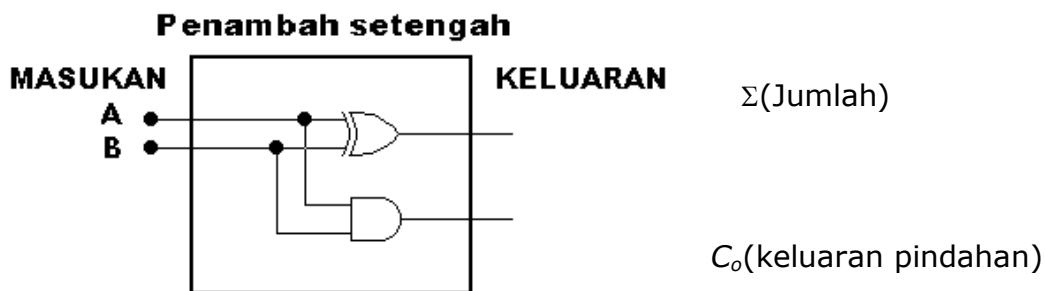 Penambah setengah
MASUKAN
KELUARAN
Σ(Jumlah)
A
B
Co(keluaran pindahan)